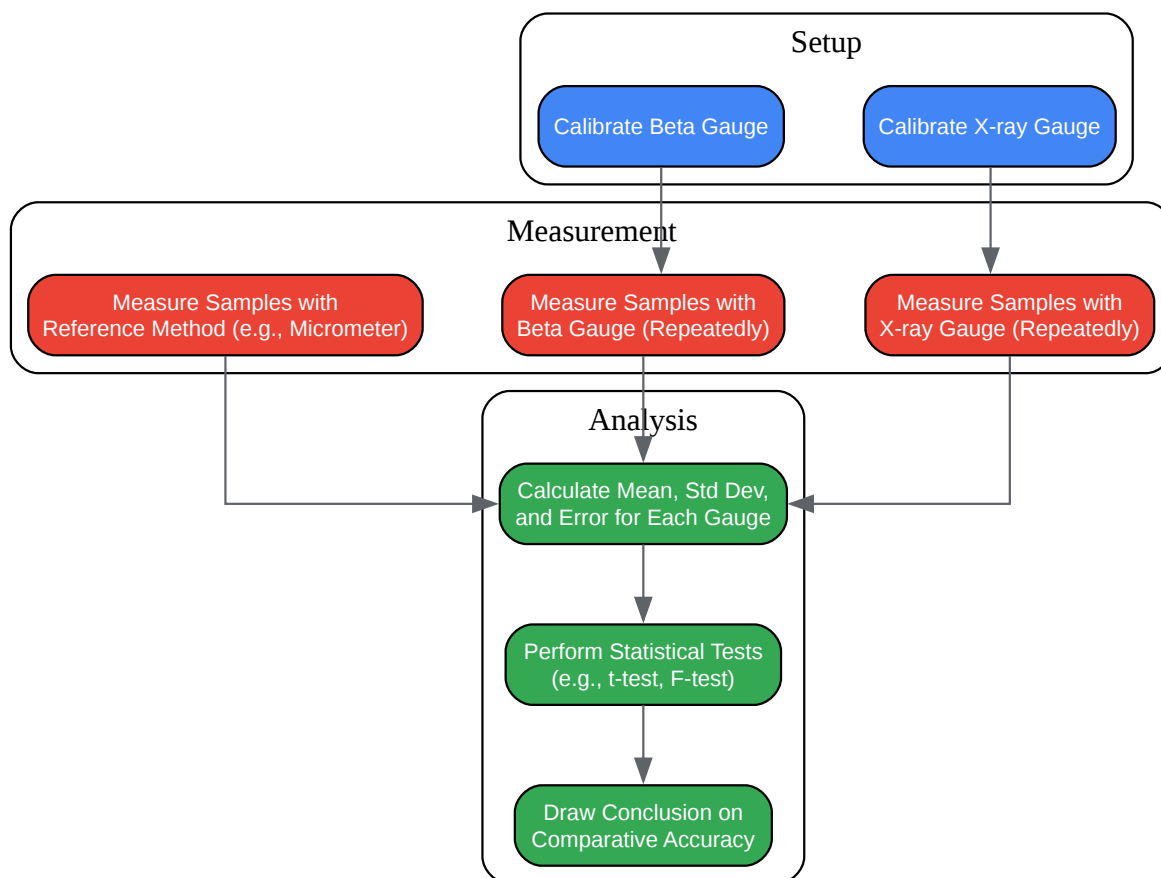 Setup
Calibrate Beta Gauge
Calibrate X-ray Gauge
Measurement
Measure Samples with
Reference Method (e.g., Micrometer)
Measure Samples with
Beta Gauge (Repeatedly)
Measure Samples with
X-ray Gauge (Repeatedly)
Analysis
Calculate Mean, Std Dev,
and Error for Each Gauge
Perform Statistical Tests
(e.g., t-test, F-test)
Draw Conclusion on
Comparative Accuracy